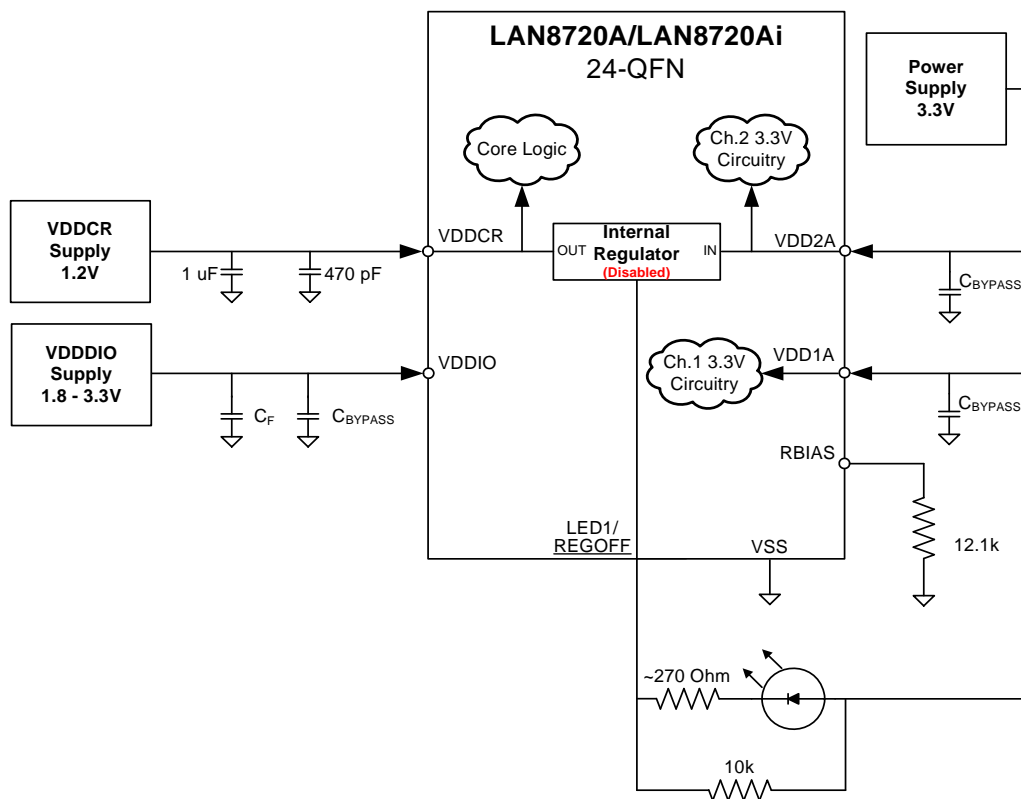 LAN8720A/LAN8720Ai
24-QFN
Power
Supply
3.3V
Core Logic
Ch.2 3.3V
Circuitry
VDDCR
Supply
1.2V
VDDCR
OUT
Internal
Regulator
(Disabled)
IN
VDD2A
1 uF
470 pF
CBYPASS
VDDDIO
Supply
1.8 - 3.3V
VDDIO
Ch.1 3.3V
Circuitry
VDD1A
CF
CBYPASS
CBYPASS
RBIAS
12.1k
LED1/
REGOFF
VSS
~270 Ohm
10k